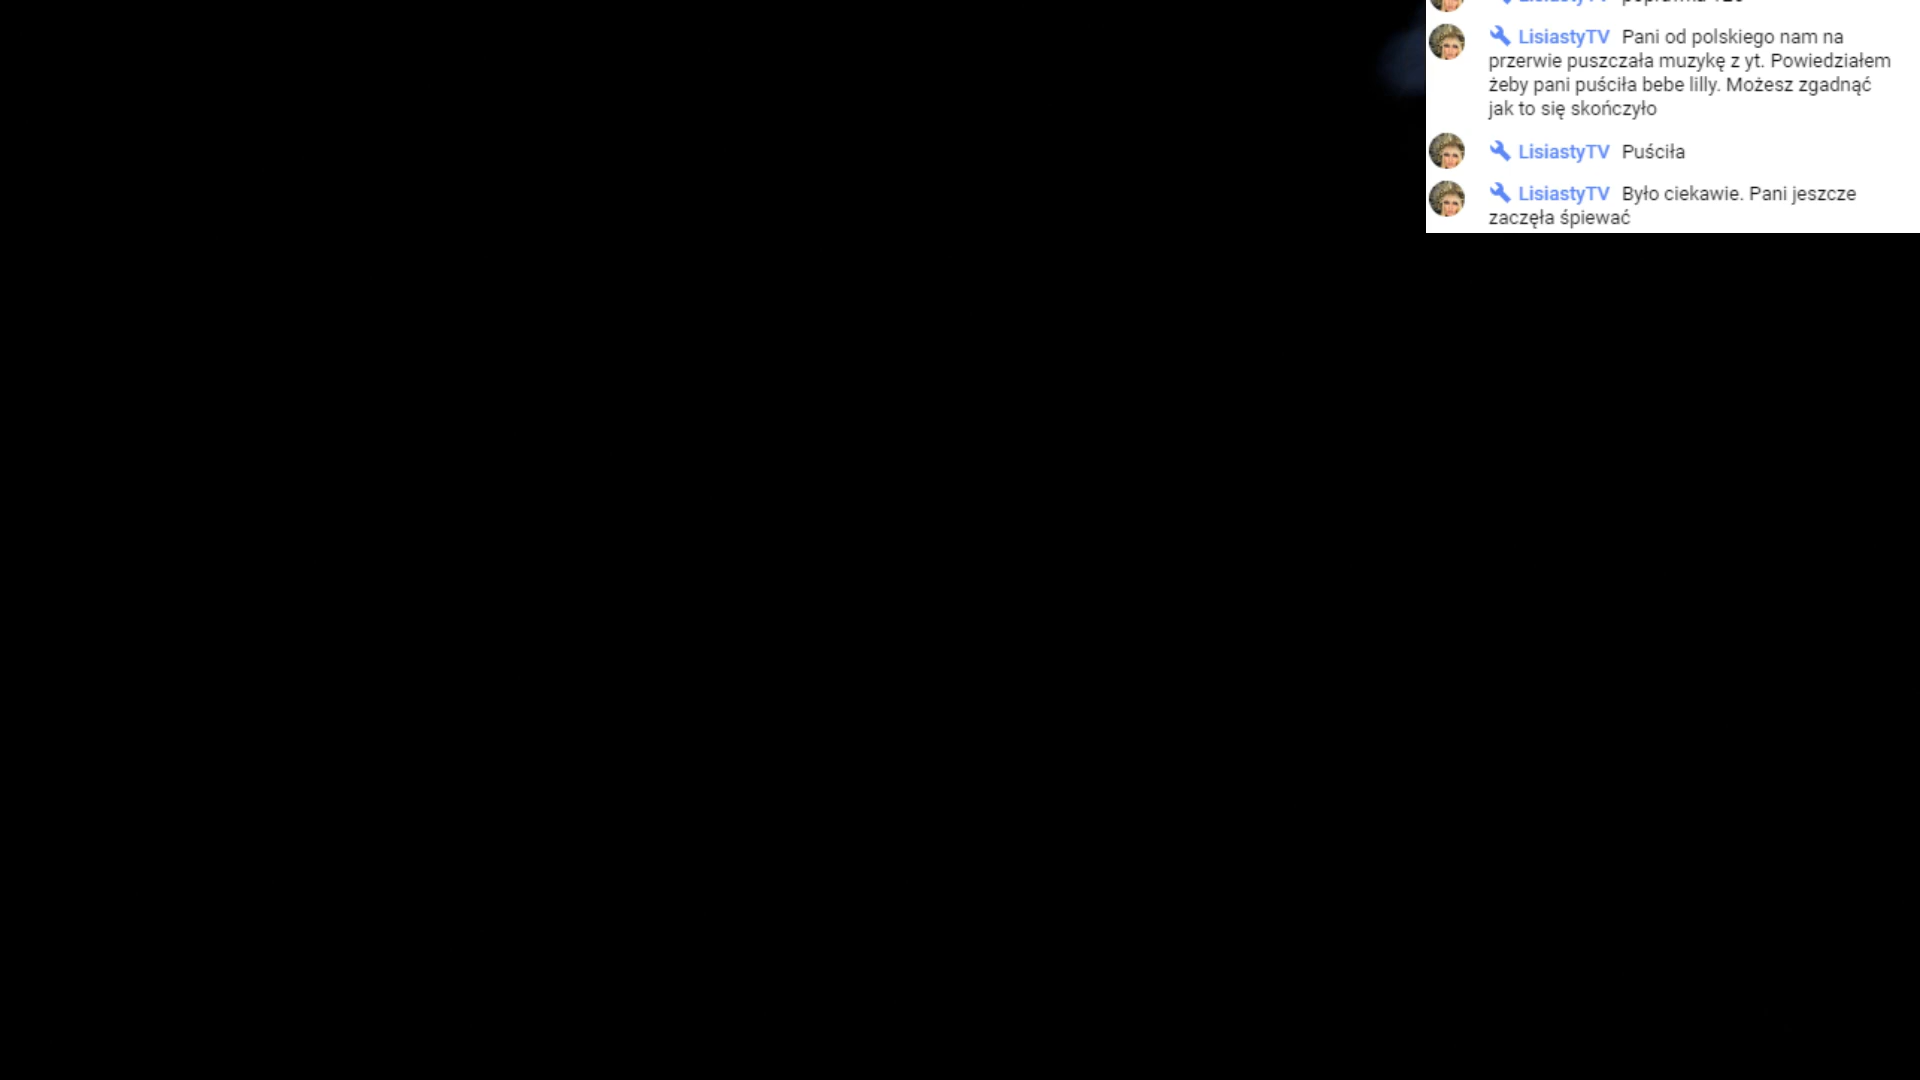 LisiastyTV Pani od polskiego nam na
przerwie puszczała muzykę z yt. Powiedziałem
żeby pani puściła bebe lilly. Możesz zgadnąć
jak to się skończyło
LisiastyTV Puściła
LisiastyTV Było ciekawie. Pani jeszcze
zaczęła śpiewać